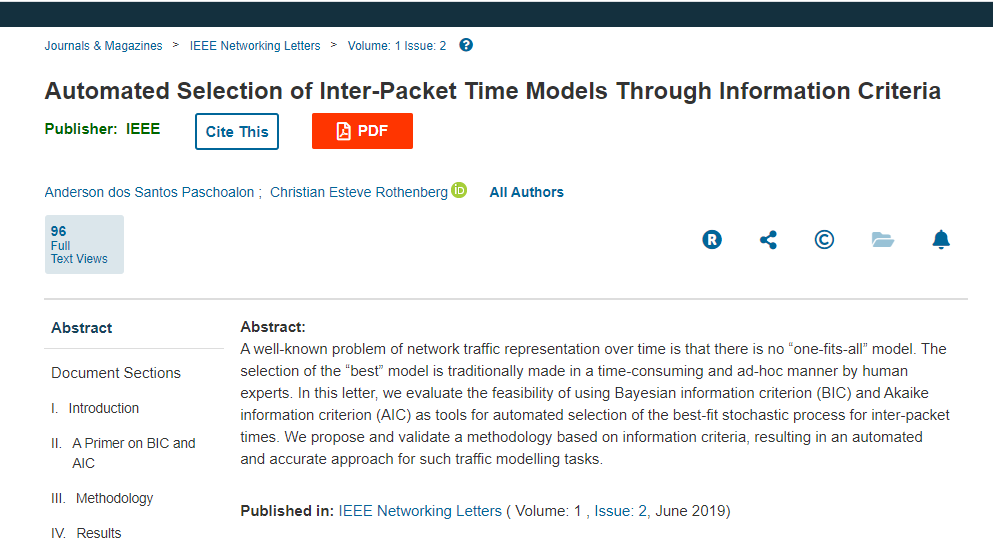 Journals & Magazines > IEEE Networking Letters > Volume: 1 Issue: 2 ?
Automated Selection of Inter-Packet Time Models Through Information Criteria
Publisher: IEEE
Cite This
PDF
Anderson dos Santos Paschoalon ; Christian Esteve Rothenberg iD All Authors
96
Full
Text Views
R
©
Abstract
Document Sections
I. Introduction
II. A Primer on BIC and
AIC
III. Methodology
IV. Results
Abstract:
A well-known problem of network traffic representation over time is that there is no “one-fits-all” model. The
selection of the “best” model is traditionally made in a time-consuming and ad-hoc manner by human
experts. In this letter, we evaluate the feasibility of using Bayesian information criterion (BIC) and Akaike
information criterion (AIC) as tools for automated selection of the best-fit stochastic process for inter-packet
times. We propose and validate a methodology based on information criteria, resulting in an automated
and accurate approach for such traffic modelling tasks.
Published in: IEEE Networking Letters ( Volume: 1 , Issue: 2, June 2019)